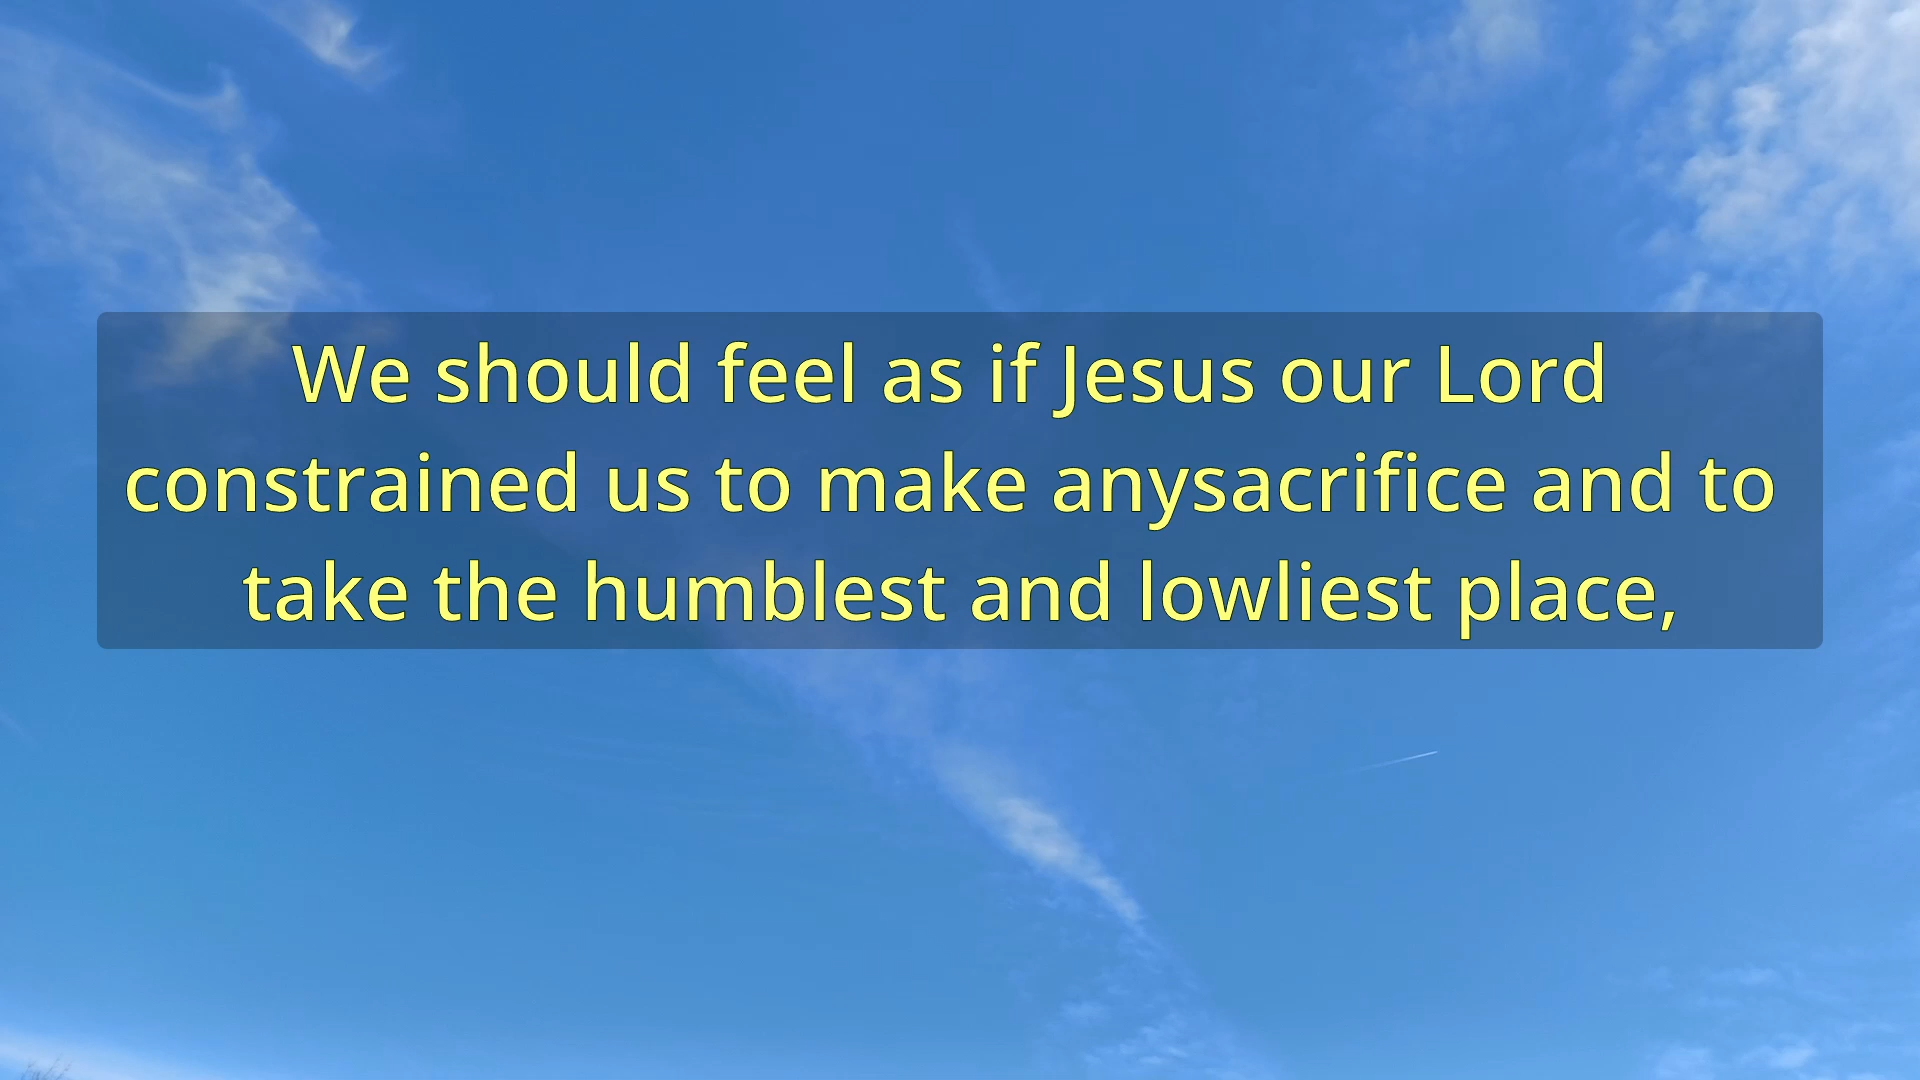 We should feel as if Jesus our Lord
constrained us to make anysacrifice and to
take the humblest and lowliest place,